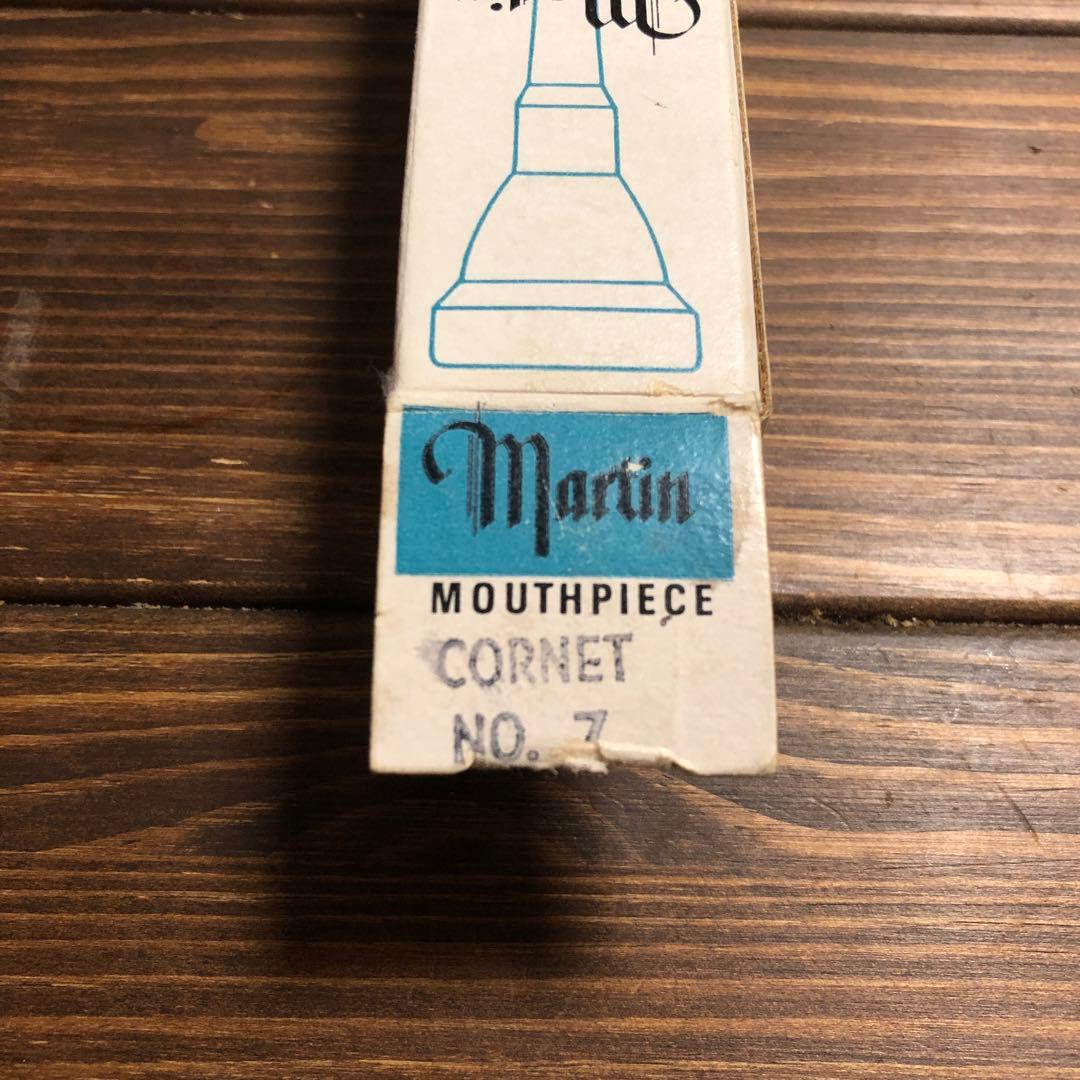 Martin
MOUTHPIECE
CORNET
NO. 7